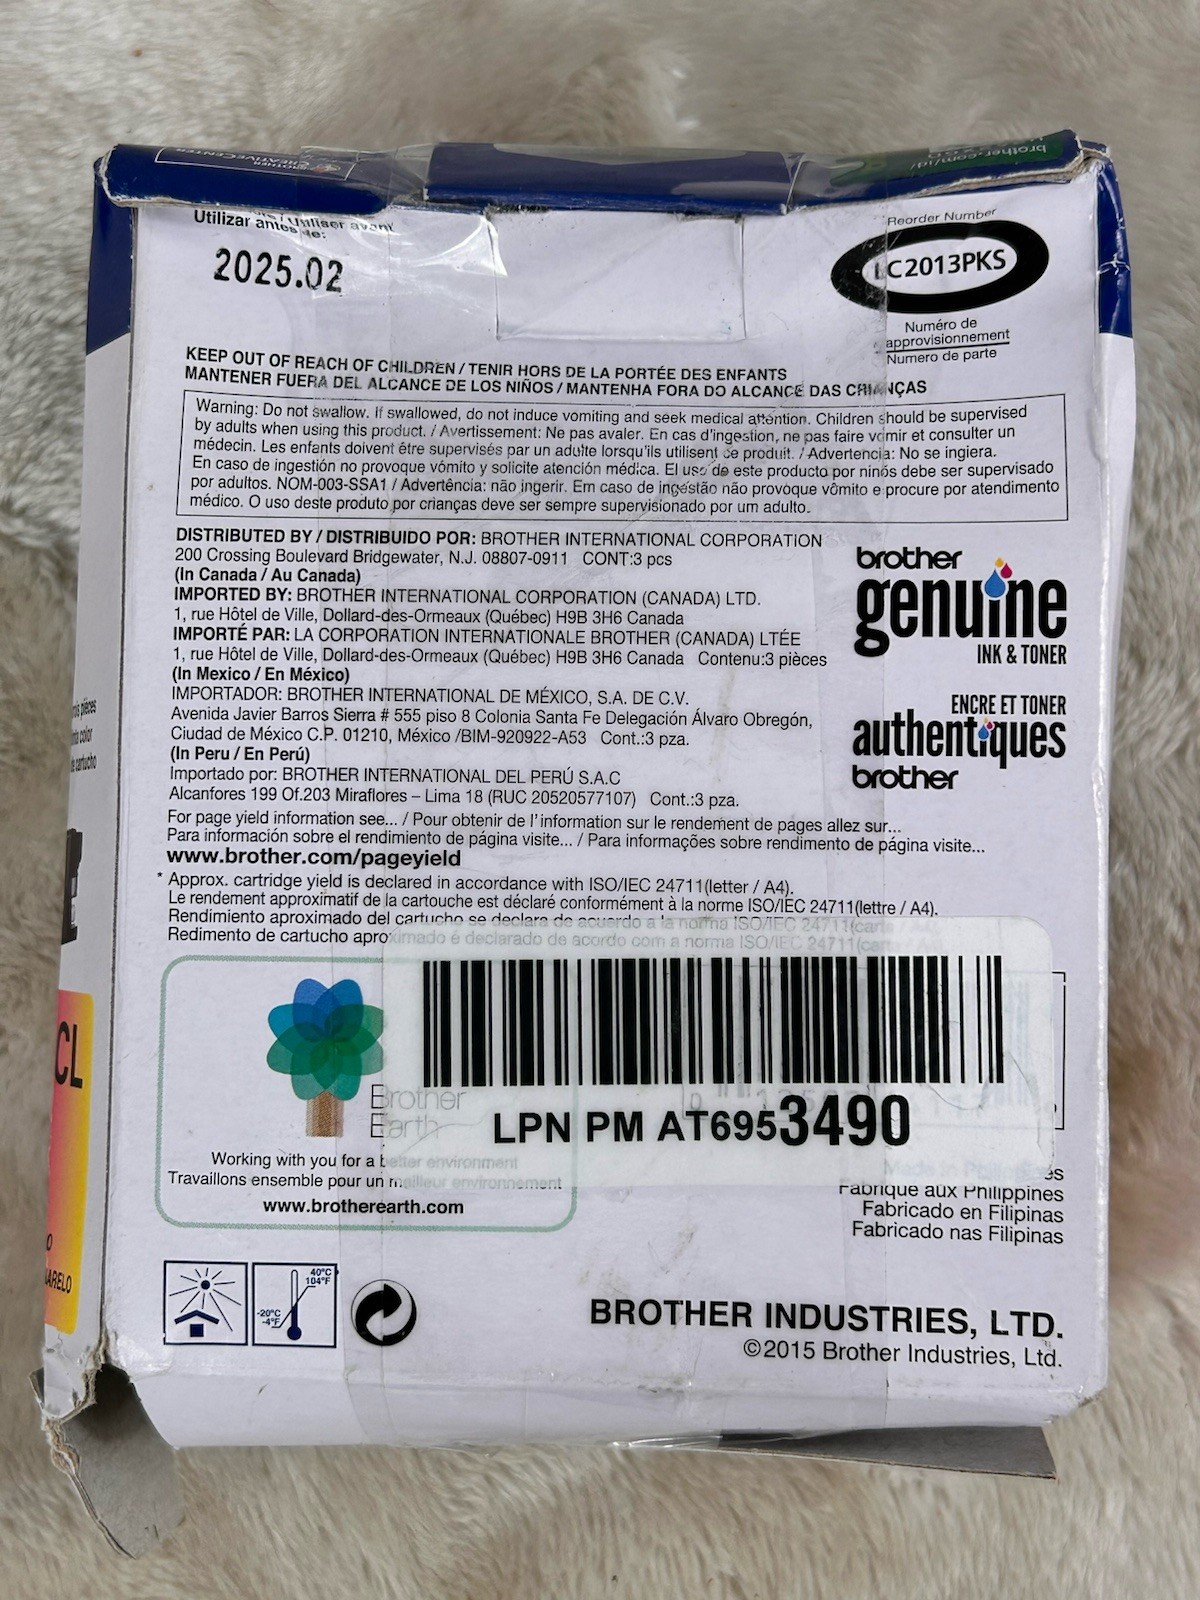 brother.com/id/
BROTHER
CREATIVECENTER
Utilizar antes de:
2025.02
Reorder Number
LC2013PKS
Numéro de
approvisionnement
Numero de parte
KEEP OUT OF REACH OF CHILDREN / TENIR HORS DE LA PORTÉE DES ENFANTS
MANTENER FUERA DEL ALCANCE DE LOS NIÑOS / MANTENHA FORA DO ALCANCE DAS CRIANÇAS
Warning: Do not swallow. If swallowed, do not induce vomiting and seek medical attention. Children should be supervised
by adults when using this product. / Avertissement: Ne pas avaler. En cas d'ingestion, ne pas faire vomir et consulter un
médecin. Les enfants doivent être supervisés par un adulte lorsqu'ils utilisent ce produit. / Advertencia: No se ingiera.
En caso de ingestión no provoque vómito y solicite atención médica. El uso de este producto por niños debe ser supervisado
por adultos. NOM-003-SSA1 / Advertência: não ingerir. Em caso de ingestão não provoque vômito e procure por atendimento
médico. O uso deste produto por crianças deve ser sempre supervisionado por um adulto.
DISTRIBUTED BY / DISTRIBUIDO POR: BROTHER INTERNATIONAL CORPORATION
200 Crossing Boulevard Bridgewater, N.J. 08807-0911 CONT:3 pcs
(In Canada / Au Canada)
IMPORTED BY: BROTHER INTERNATIONAL CORPORATION (CANADA) LTD.
1, rue Hôtel de Ville, Dollard-des-Ormeaux (Québec) H9B 3H6 Canada
IMPORTÉ PAR: LA CORPORATION INTERNATIONALE BROTHER (CANADA) LTÉE
1, rue Hôtel de Ville, Dollard-des-Ormeaux (Québec) H9B 3H6 Canada Contenu:3 pièces
(In Mexico / En México)
IMPORTADOR: BROTHER INTERNATIONAL DE MÉXICO, S.A. DE C.V.
Avenida Javier Barros Sierra # 555 piso 8 Colonia Santa Fe Delegación Álvaro Obregón,
Ciudad de México C.P. 01210, México /BIM-920922-A53 Cont.:3 pza.
(In Peru / En Perú)
Importado por: BROTHER INTERNATIONAL DEL PERÚ S.A.C
Alcanfores 199 Of.203 Miraflores – Lima 18 (RUC 20520577107) Cont.:3 pza.
brother
genuine
INK & TONER
ENCRE ET TONER
authentiques
brother
For page yield information see... / Pour obtenir de l'information sur le rendement de pages allez sur...
Para información sobre el rendimiento de página visite... / Para informações sobre rendimento de página visite...
www.brother.com/pageyield
* Approx. cartridge yield is declared in accordance with ISO/IEC 24711(letter / A4).
Le rendement approximatif de la cartouche est déclaré conformément à la norme ISO/IEC 24711(lettre / A4).
Rendimiento aproximado del cartucho se declara de acuerdo a la norma ISO/IEC 24711(carta / A4).
Redimento de cartucho aproximado é declarado de acordo com a norma ISO/IEC 24711(carta / A4).
LPN PM AT6953490
Brother
Earth
Working with you for a better environment
Travaillons ensemble pour un meilleur environnement
www.brotherearth.com
Made in Philippines
Fabriqué aux Philippines
Fabricado en Filipinas
Fabricado nas Filipinas
40°C
104°F
-20°C
-4°F
BROTHER INDUSTRIES, LTD.
©2015 Brother Industries, Ltd.
pièces
color
cartucho
CL